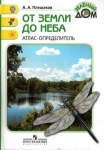 ЗЕЛЁНЫЙ
ДОМ
А. А. Плешаков
ОТ ЗЕМЛИ
ДО НЕБА
АТЛАС-ОПРЕДЕЛИТЕЛЬ